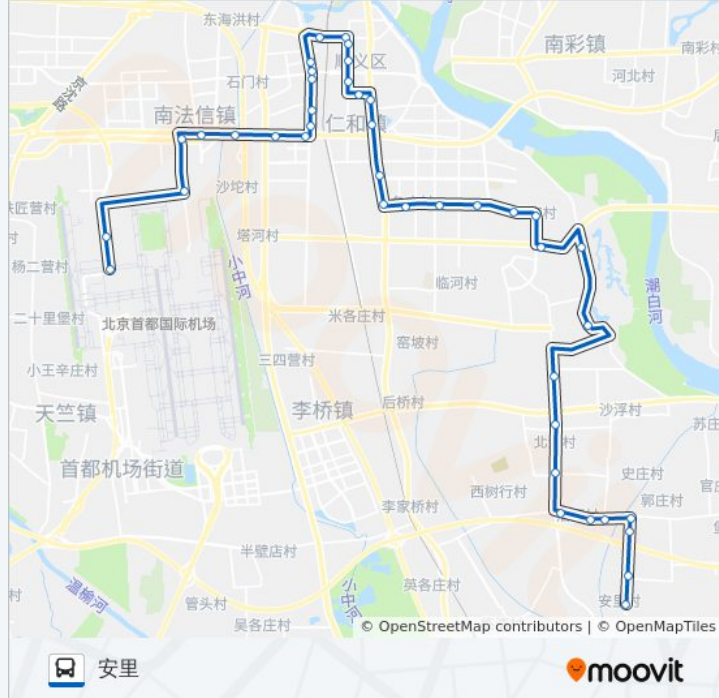 东海洪村
南彩镇
南彩村
顺义区
河北村
石门村
京沈路
南法信镇
仁和镇
沙坨村
铁匠营村
塔河村
杨二营村
小中河
临河村
潮白河
二十里堡村
北京首都国际机场
米各庄村
窑坡村
三四营村
小王辛庄村
后桥村
沙浮村
天竺镇
李桥镇
苏庄
首都机场街道
史庄村
西树行村
郭庄村
李家桥村
半壁店村
温榆河
小中河
英各庄村
管头村
安里村
吴各庄村
© OpenStreetMap contributors | © OpenMapTiles
安里
moovit